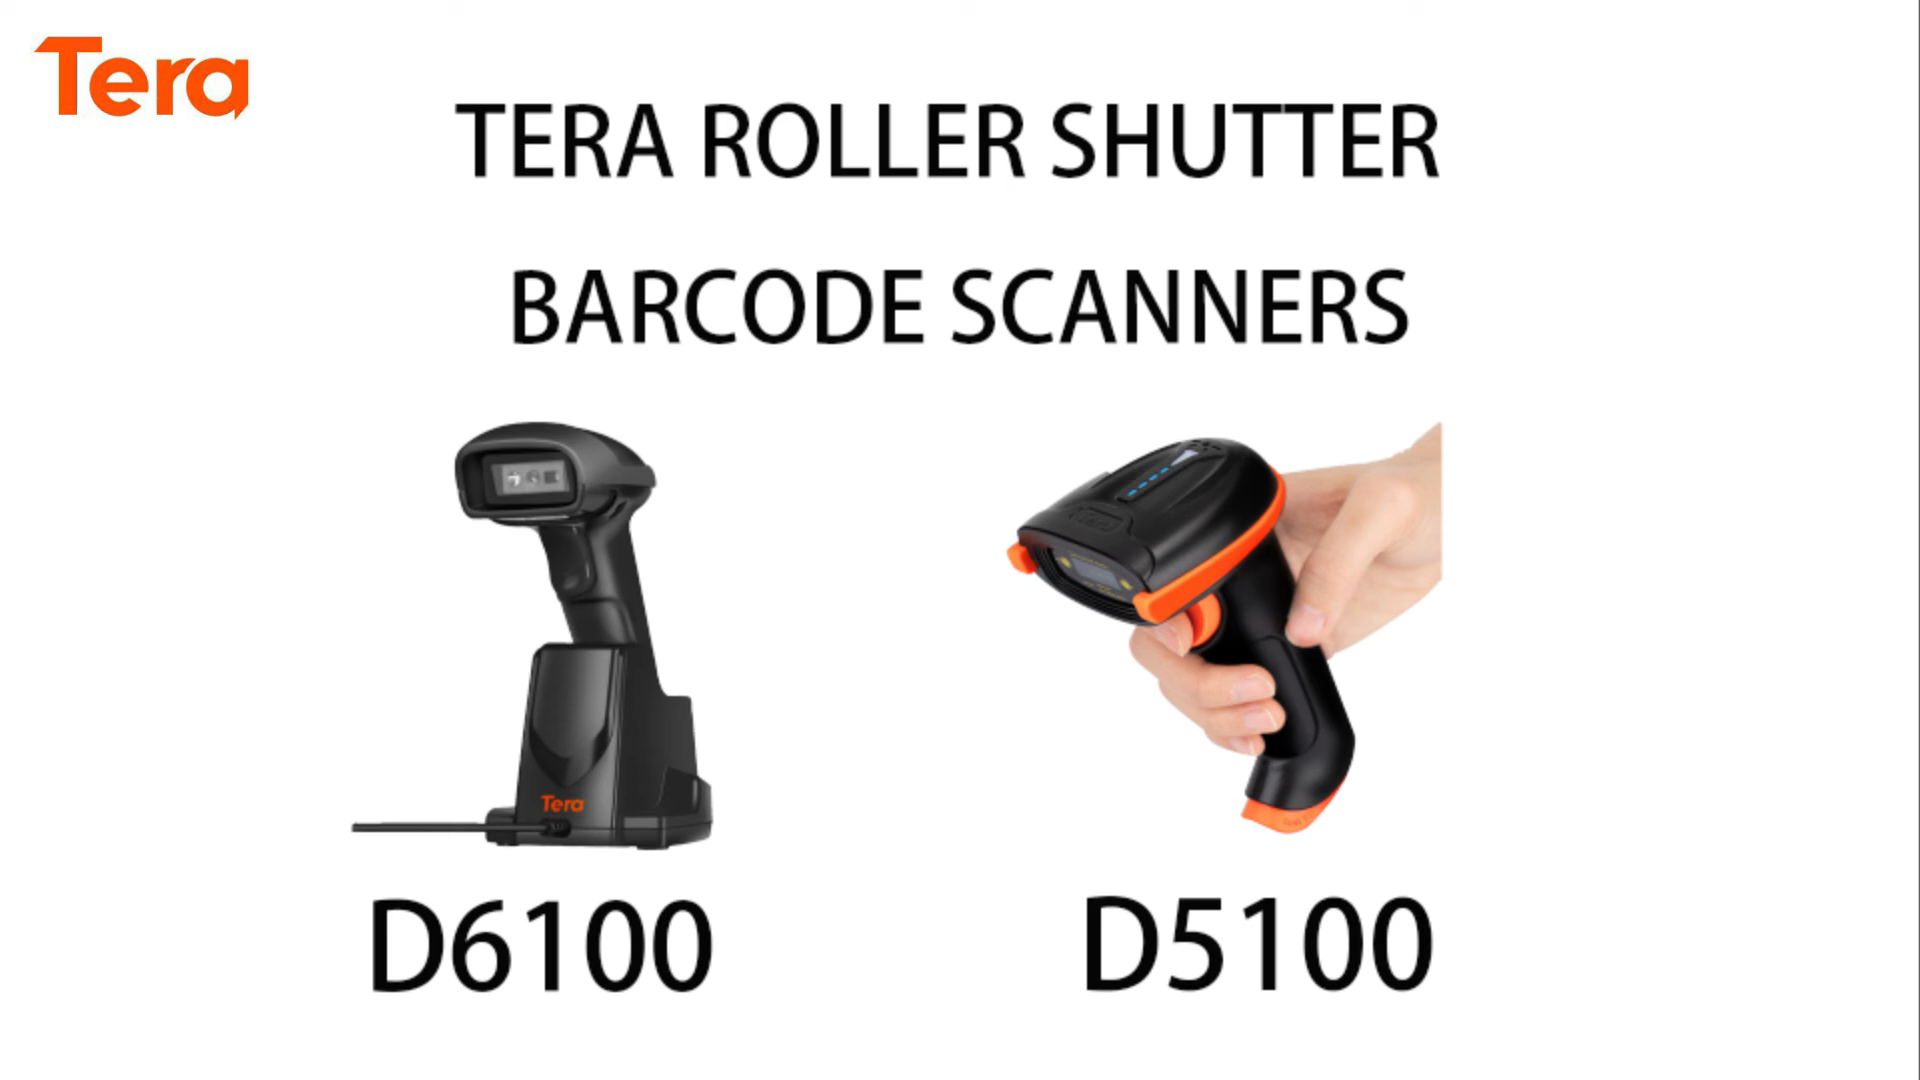 Tera
TERA ROLLER SHUTTER
BARCODE SCANNERS
Tera
D6100
D5100